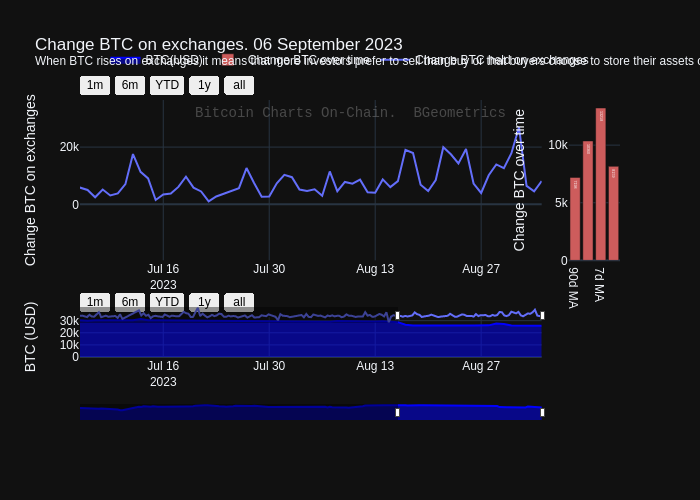 Change BTC on exchanges. 06 September 2023
When BTC rises on exchanges it means that more investors prefer to sell than buy or that buyers choose to store their assets o
BTC(USD) Change BTC over time Change BTC held on exchanges
1m 6m YTD 1y all
Bitcoin Charts On-Chain. BGeometrics
Change BTC on exchanges
20k
0
Jul 16 Jul 30 Aug 13 Aug 27
2023
Change BTC over time
10k
5k
0
90d MA 7d MA
1m 6m YTD 1y all
BTC (USD)
30k
20k
10k
0
Jul 16 Jul 30 Aug 13 Aug 27
2023